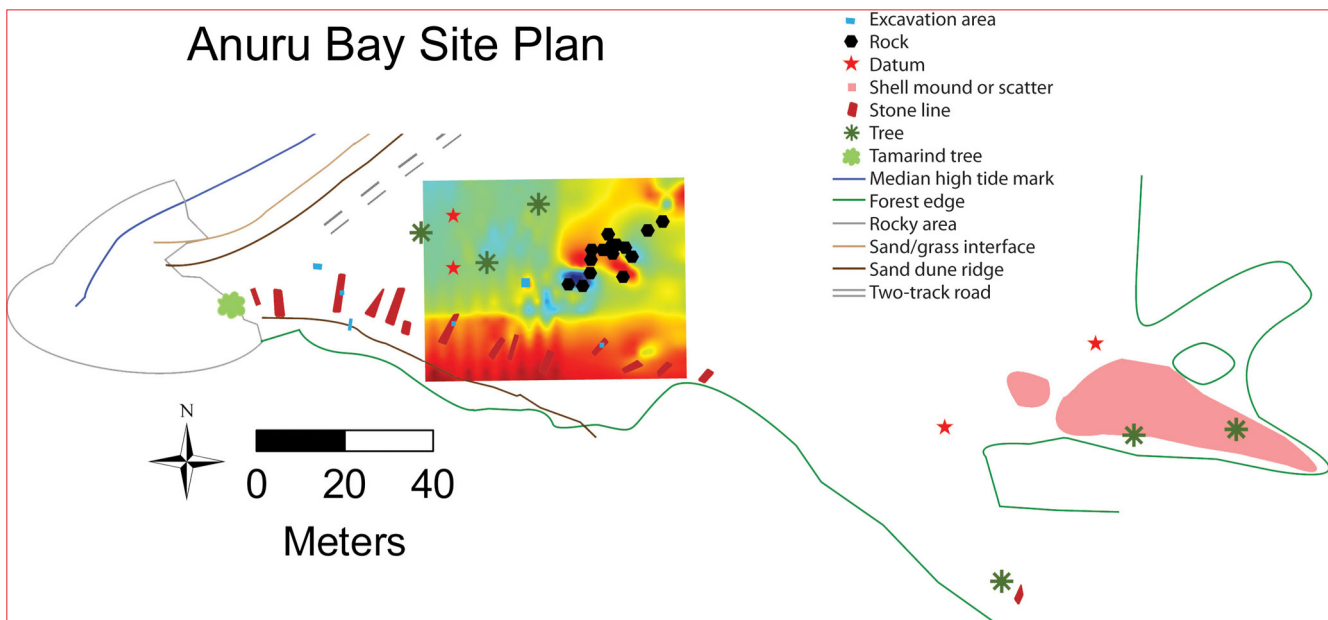 Anuru Bay Site Plan
Excavation area
Rock
Datum
Shell mound or scatter
Stone line
Tree
Tamarind tree
Median high tide mark
Forest edge
Rocky area
Sand/grass interface
Sand dune ridge
Two-track road
N
0 20 40
Meters